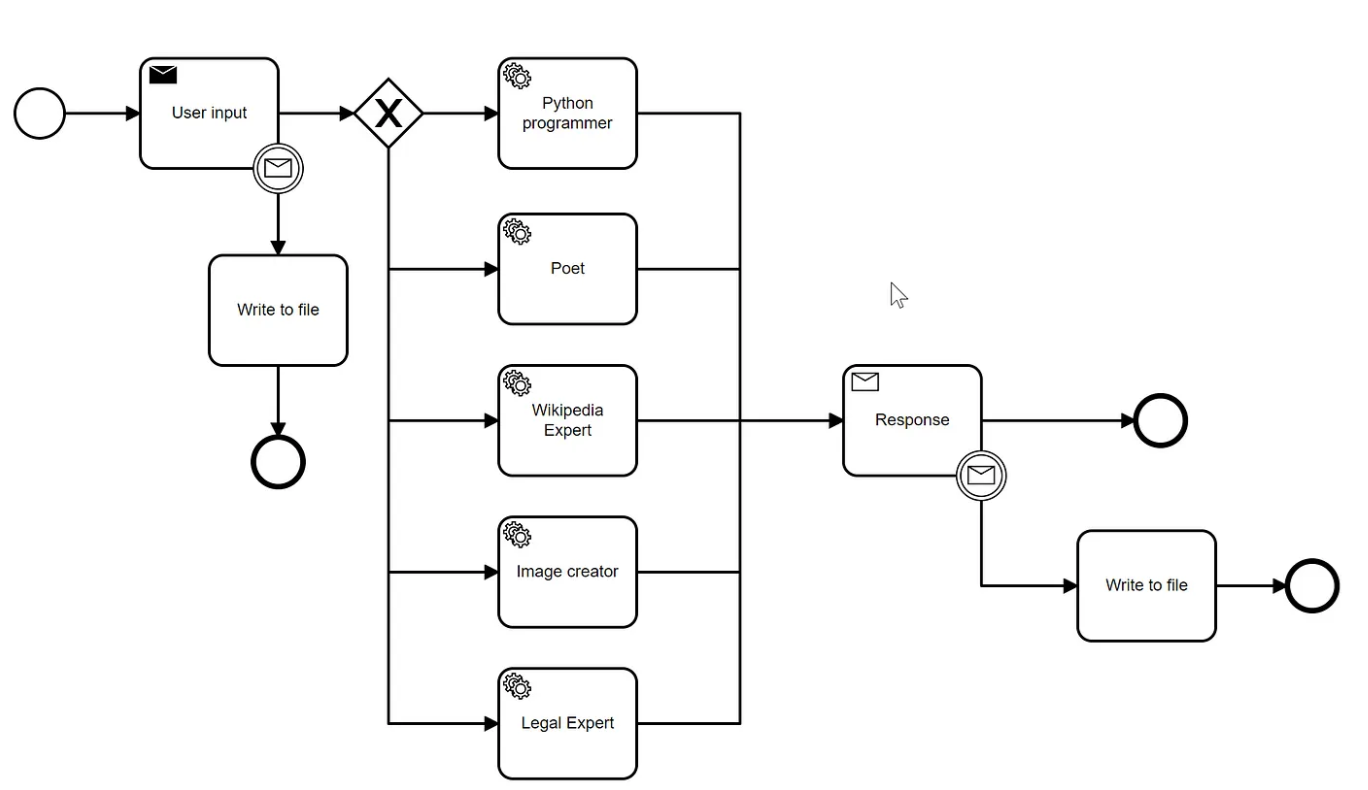 User input
Python
programmer
Poet
Write to file
Wikipedia
Expert
Response
Image creator
Write to file
Legal Expert